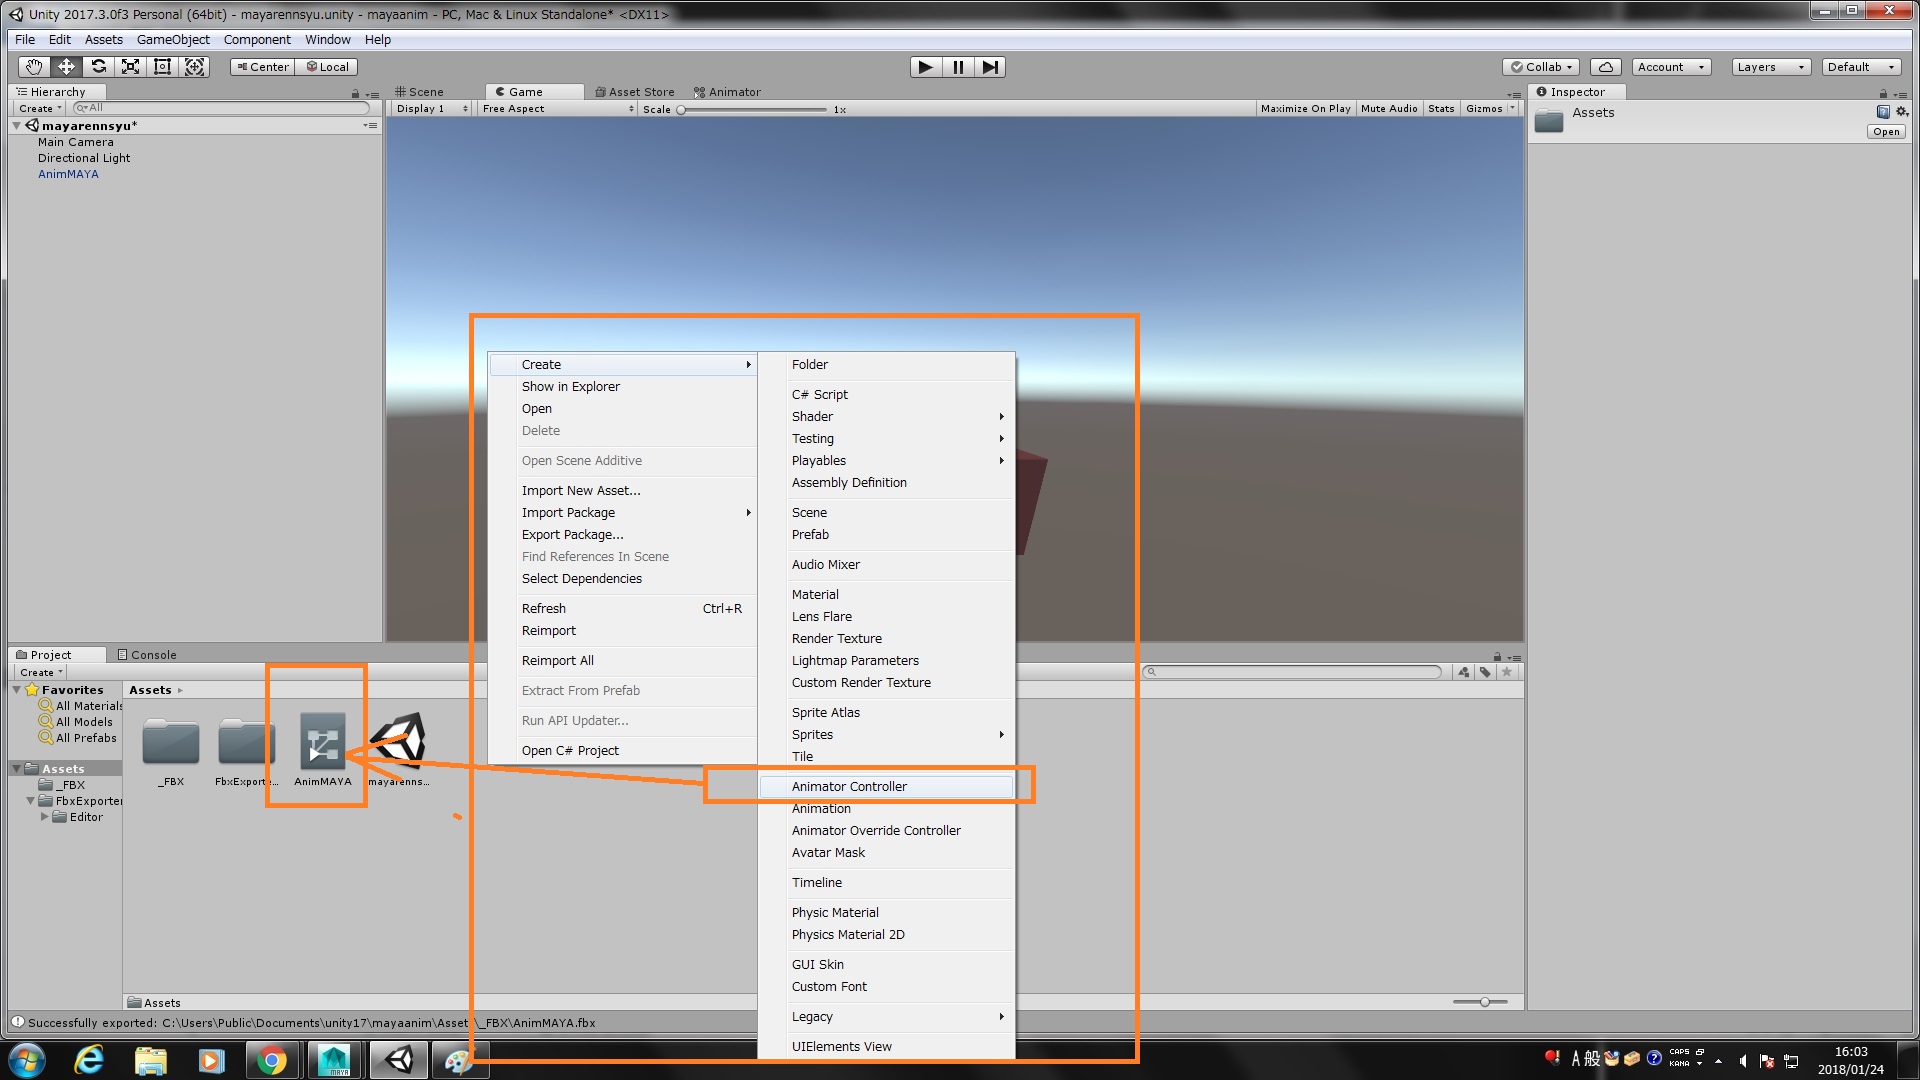 Unity 2017.3.0f3 Personal (64bit) - mayarennsyu.unity - mayaanim - PC, Mac & Linux Standalone* <DX11>
File Edit Assets GameObject Component Window Help
Center Local
Collab Account Layers Default
Hierarchy
Create All
mayarennsyu*
Main Camera
Directional Light
AnimMAYA
Scene Game Asset Store Animator
Display 1 Free Aspect Scale 1x Maximize On Play Mute Audio Stats Gizmos
Inspector
Assets
Open
Create
Show in Explorer
Open
Delete
Open Scene Additive
Import New Asset...
Import Package
Export Package...
Find References In Scene
Select Dependencies
Refresh Ctrl+R
Reimport
Reimport All
Extract From Prefab
Run API Updater...
Open C# Project
Folder
C# Script
Shader
Testing
Playables
Assembly Definition
Scene
Prefab
Audio Mixer
Material
Lens Flare
Render Texture
Lightmap Parameters
Custom Render Texture
Sprite Atlas
Sprites
Tile
Animator Controller
Animation
Animator Override Controller
Avatar Mask
Timeline
Physic Material
Physics Material 2D
GUI Skin
Custom Font
Legacy
UIElements View
Project Console
Create
Favorites
All Materials
All Models
All Prefabs
Assets
_FBX
FbxExporter
Editor
Assets
_FBX FbxExporte... AnimMAYA mayarenns...
Assets
Successfully exported: C:\Users\Public\Documents\unity17\mayaanim\Assets\_FBX\AnimMAYA.fbx
MAYA
A 般 CAPS
KANA
16:03
2018/01/24